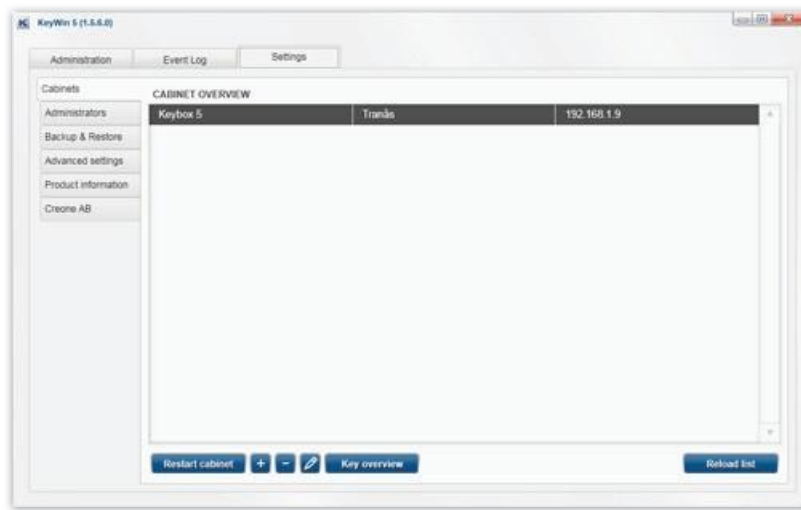 KeyWin 5 (1.5.6.0)
Administration Event Log Settings
Cabinets
CABINET OVERVIEW
Administrators
Keybox 5 Tranås 192.168.1.9
Backup & Restore
Advanced settings
Product information
Creone AB
Restart cabinet + - Key overview Reload list